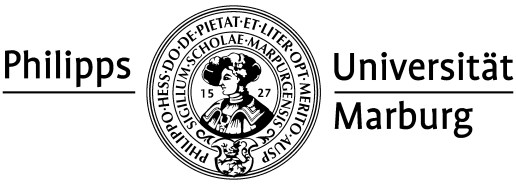 Philipps
Universität
Marburg
PHILIPPO·HESS·DO·DE·PIETAT·ET·LITER·OPT·MERITO·AUSP
SIGILLUM·SCHOLAE·MARPURGENSIS
15 27